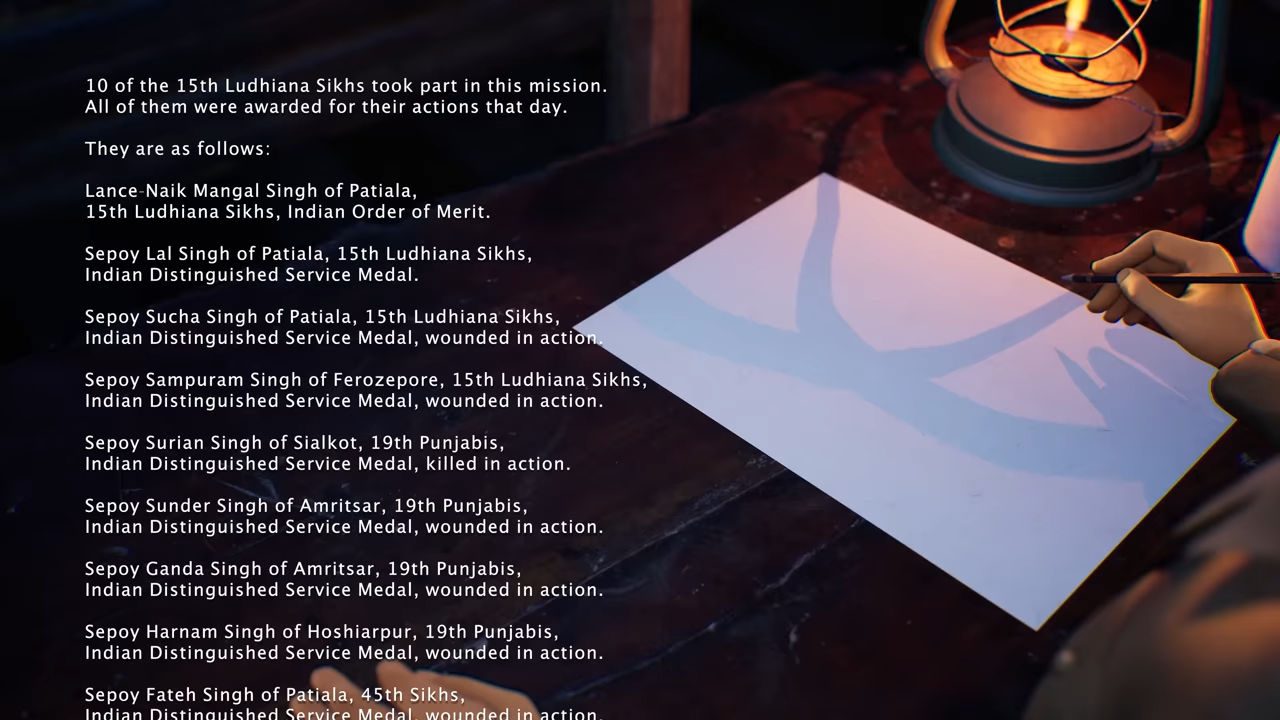 10 of the 15th Ludhiana Sikhs took part in this mission.
All of them were awarded for their actions that day.
They are as follows:
Lance-Naik Mangal Singh of Patiala,
15th Ludhiana Sikhs, Indian Order of Merit.
Sepoy Lal Singh of Patiala, 15th Ludhiana Sikhs,
Indian Distinguished Service Medal.
Sepoy Sucha Singh of Patiala, 15th Ludhiana Sikhs,
Indian Distinguished Service Medal, wounded in action.
Sepoy Sampuram Singh of Ferozepore, 15th Ludhiana Sikhs,
Indian Distinguished Service Medal, wounded in action.
Sepoy Surian Singh of Sialkot, 19th Punjabis,
Indian Distinguished Service Medal, killed in action.
Sepoy Sunder Singh of Amritsar, 19th Punjabis,
Indian Distinguished Service Medal, wounded in action.
Sepoy Ganda Singh of Amritsar, 19th Punjabis,
Indian Distinguished Service Medal, wounded in action.
Sepoy Harnam Singh of Hoshiarpur, 19th Punjabis,
Indian Distinguished Service Medal, wounded in action.
Sepoy Fateh Singh of Patiala, 45th Sikhs,
Indian Distinguished Service Medal, wounded in action.